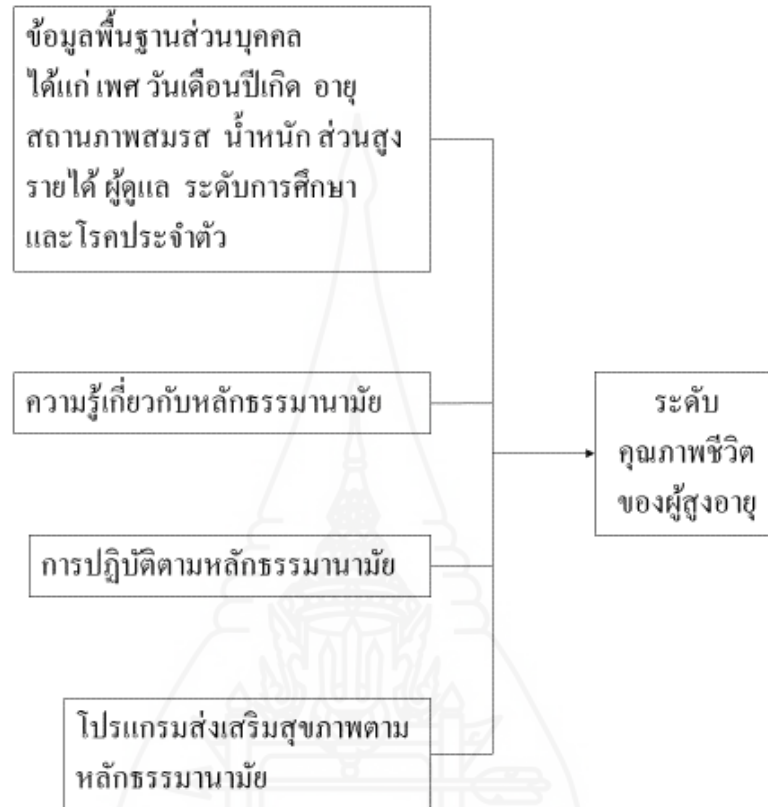 ข้อมูลพื้นฐานส่วนบุคคล
ได้แก่ เพศ วันเดือนปีเกิด อายุ
สถานภาพสมรส น้ำหนัก ส่วนสูง
รายได้ ผู้ดูแล ระดับการศึกษา
และโรคประจำตัว
ความรู้เกี่ยวกับหลักธรรมานามัย
ระดับ
คุณภาพชีวิต
ของผู้สูงอายุ
การปฏิบัติตามหลักธรรมานามัย
โปรแกรมส่งเสริมสุขภาพตาม
หลักธรรมานามัย